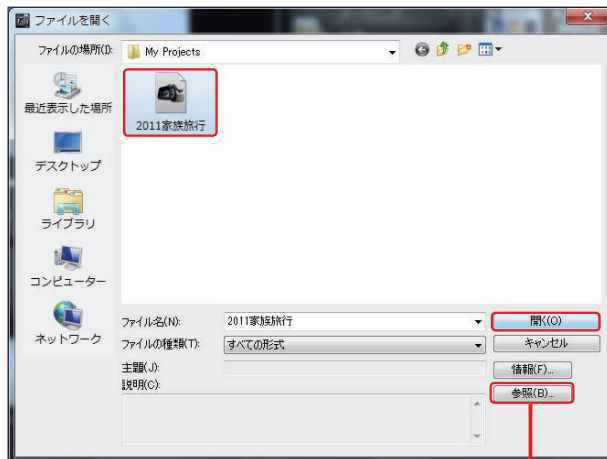 ファイルを開く
ファイルの場所(I):
My Projects
最近表示した場所
デスクトップ
ライブラリ
コンピューター
ネットワーク
2011家族旅行
ファイル名(N):
2011家族旅行
開く(O)
ファイルの種類(T):
すべての形式
キャンセル
主題(J):
情報(F)...
説明(C):
参照(B)...